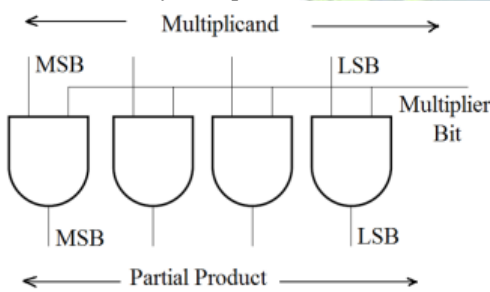 Multiplicand
MSB
LSB
Multiplier
Bit
MSB
LSB
Partial Product